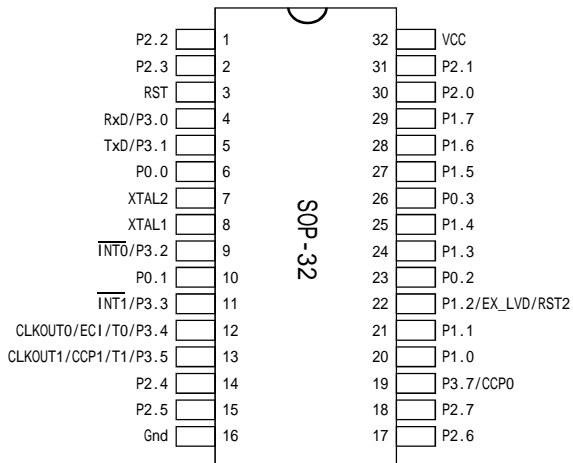 P2.2 1 32 VCC
P2.3 2 31 P2.1
RST 3 30 P2.0
RxD/P3.0 4 29 P1.7
TxD/P3.1 5 28 P1.6
P0.0 6 27 P1.5
XTAL2 7 26 P0.3
XTAL1 8 25 P1.4
INT0/P3.2 9 24 P1.3
P0.1 10 23 P0.2
INT1/P3.3 11 22 P1.2/EX_LVD/RST2
CLKOUT0/ECI/T0/P3.4 12 21 P1.1
CLKOUT1/CCP1/T1/P3.5 13 20 P1.0
P2.4 14 19 P3.7/CCP0
P2.5 15 18 P2.7
Gnd 16 17 P2.6
SOP-32